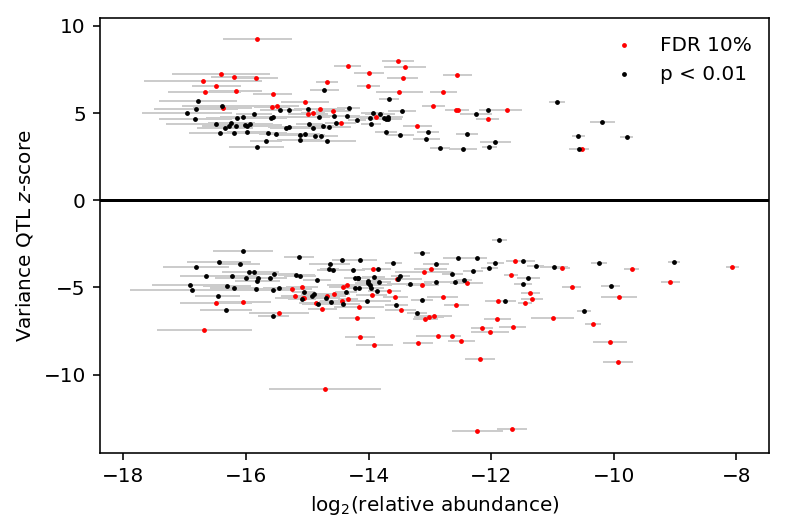 10
5
0
−5
−10
Variance QTL z-score
FDR 10%
p < 0.01
−18 −16 −14 −12 −10 −8
log₂(relative abundance)